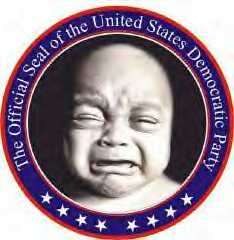 The Official Seal of the United States Democratic Party